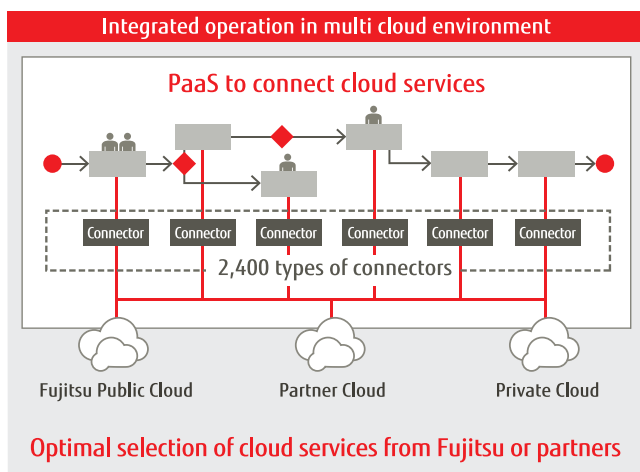 Integrated operation in multi cloud environment
PaaS to connect cloud services
Connector Connector Connector Connector Connector Connector
2,400 types of connectors
Fujitsu Public Cloud Partner Cloud Private Cloud
Optimal selection of cloud services from Fujitsu or partners